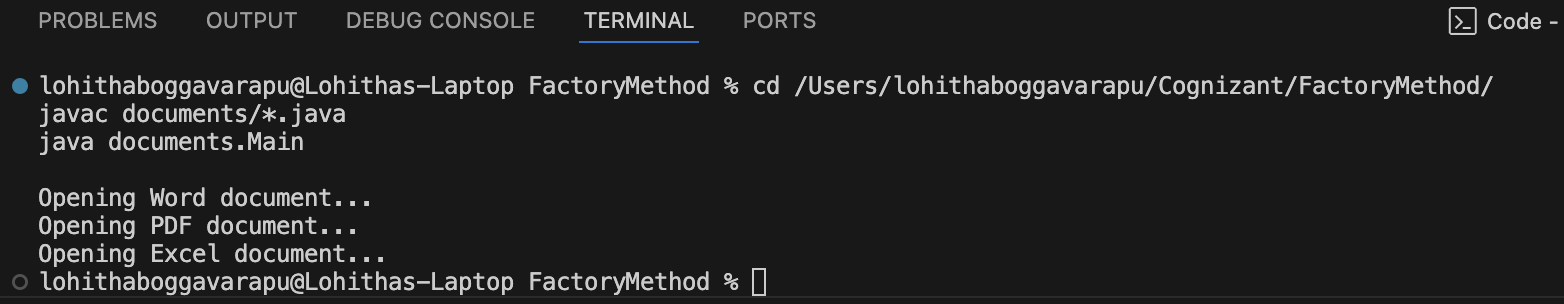 PROBLEMS OUTPUT DEBUG CONSOLE TERMINAL PORTS Code -
lohithaboggavarapu@Lohithas-Laptop FactoryMethod % cd /Users/lohithaboggavarapu/Cognizant/FactoryMethod/
javac documents/*.java
java documents.Main
Opening Word document...
Opening PDF document...
Opening Excel document...
lohithaboggavarapu@Lohithas-Laptop FactoryMethod %